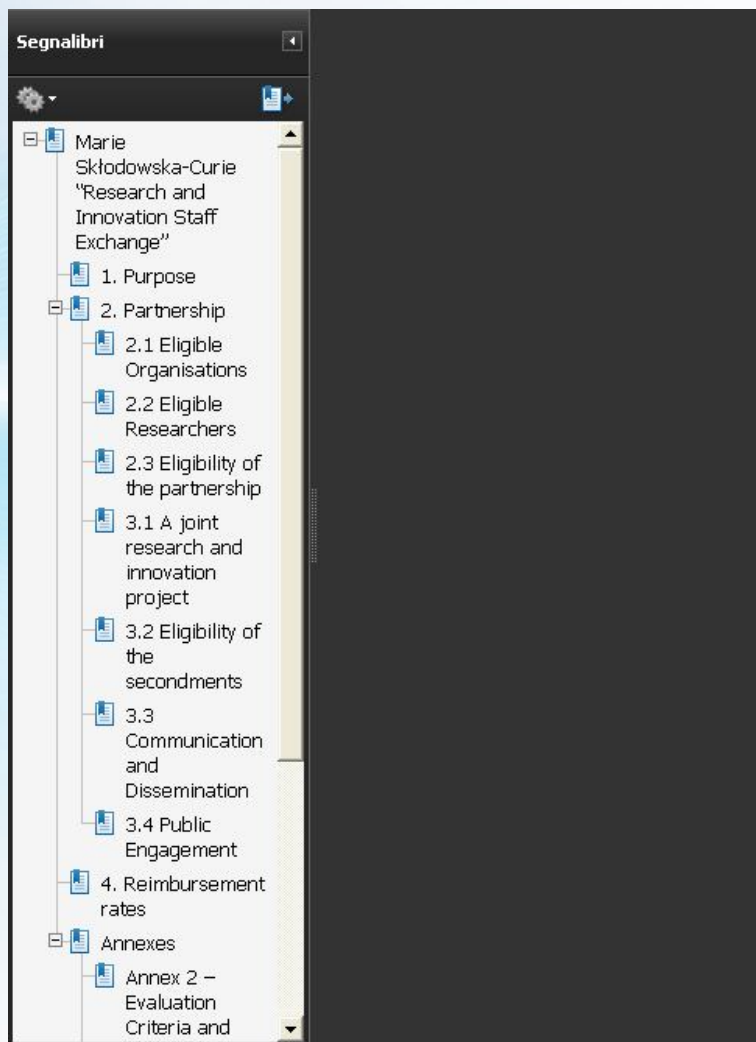 Segnalibri
Marie
Skłodowska-Curie
"Research and
Innovation Staff
Exchange"
1. Purpose
2. Partnership
2.1 Eligible
Organisations
2.2 Eligible
Researchers
2.3 Eligibility of
the partnership
3.1 A joint
research and
innovation
project
3.2 Eligibility of
the
secondments
3.3
Communication
and
Dissemination
3.4 Public
Engagement
4. Reimbursement
rates
Annexes
Annex 2 –
Evaluation
Criteria and